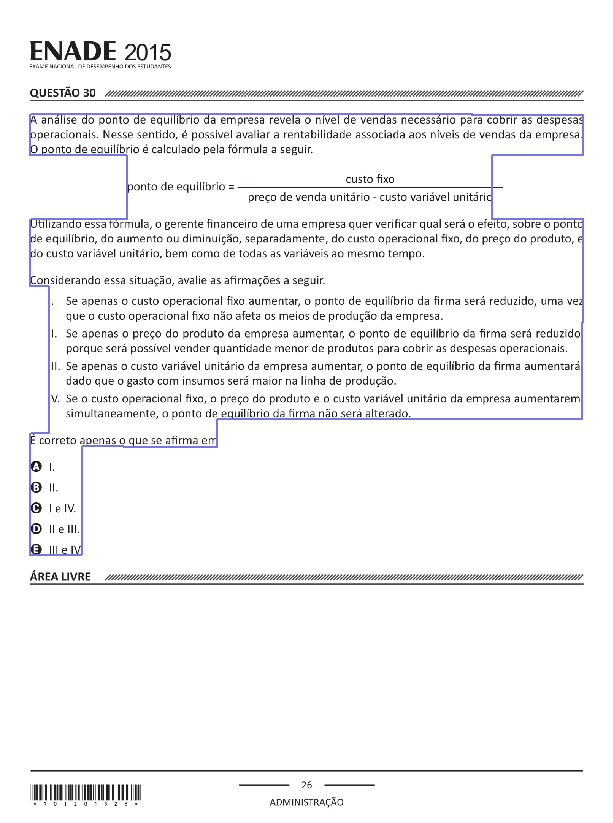 ENADE 2015
EXAME NACIONAL DE DESEMPENHO DOS ESTUDANTES
QUESTÃO 30
A análise do ponto de equilíbrio da empresa revela o nível de vendas necessário para cobrir as despesas
operacionais. Nesse sentido, é possível avaliar a rentabilidade associada aos níveis de vendas da empresa.
O ponto de equilíbrio é calculado pela fórmula a seguir.
custo fixo
ponto de equilíbrio =
preço de venda unitário - custo variável unitário
Utilizando essa fórmula, o gerente financeiro de uma empresa quer verificar qual será o efeito, sobre o ponto
de equilíbrio, do aumento ou diminuição, separadamente, do custo operacional fixo, do preço do produto, e
do custo variável unitário, bem como de todas as variáveis ao mesmo tempo.
Considerando essa situação, avalie as afirmações a seguir.
. Se apenas o custo operacional fixo aumentar, o ponto de equilíbrio da firma será reduzido, uma vez
que o custo operacional fixo não afeta os meios de produção da empresa.
I. Se apenas o preço do produto da empresa aumentar, o ponto de equilíbrio da firma será reduzido
porque será possível vender quantidade menor de produtos para cobrir as despesas operacionais.
II. Se apenas o custo variável unitário da empresa aumentar, o ponto de equilíbrio da firma aumentará
dado que o gasto com insumos será maior na linha de produção.
V. Se o custo operacional fixo, o preço do produto e o custo variável unitário da empresa aumentarem
simultaneamente, o ponto de equilíbrio da firma não será alterado.
É correto apenas o que se afirma em
A I.
B II.
C I e IV.
D II e III.
E III e IV
ÁREA LIVRE
26
ADMINISTRAÇÃO